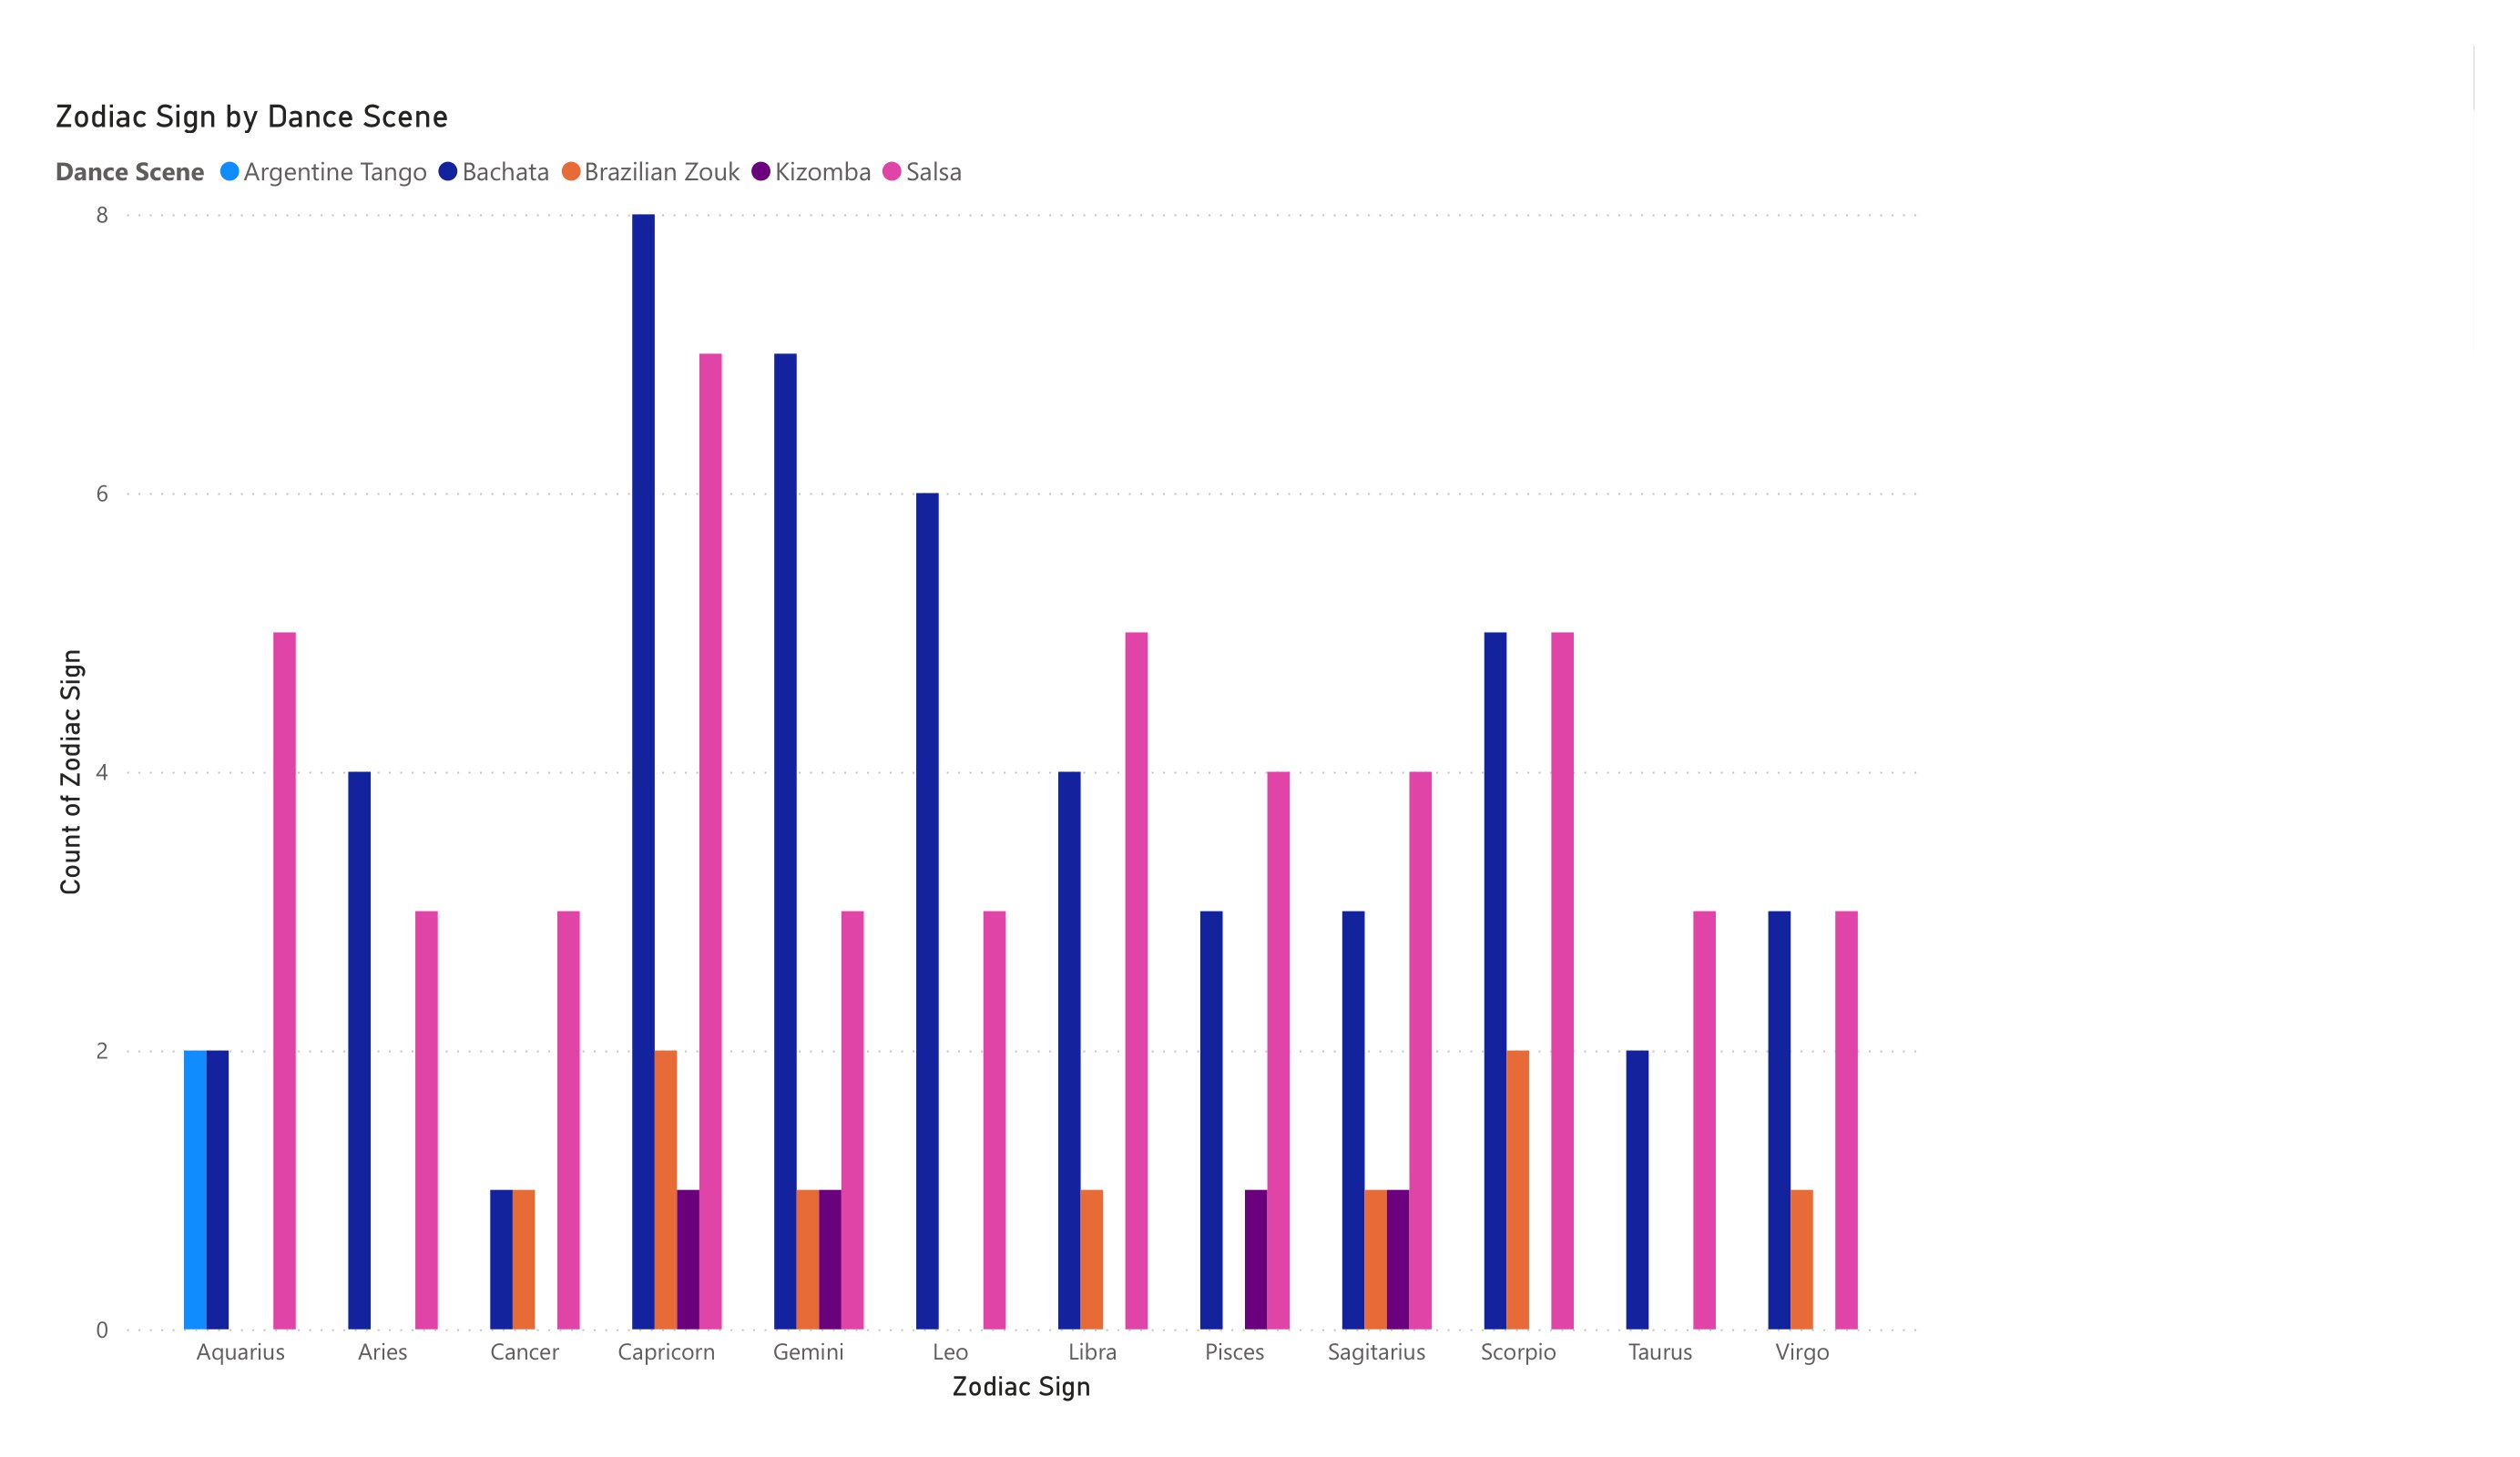 Zodiac Sign by Dance Scene
Dance Scene Argentine Tango Bachata Brazilian Zouk Kizomba Salsa
8
6
4
2
0
Count of Zodiac Sign
Aquarius Aries Cancer Capricorn Gemini Leo Libra Pisces Sagitarius Scorpio Taurus Virgo
Zodiac Sign